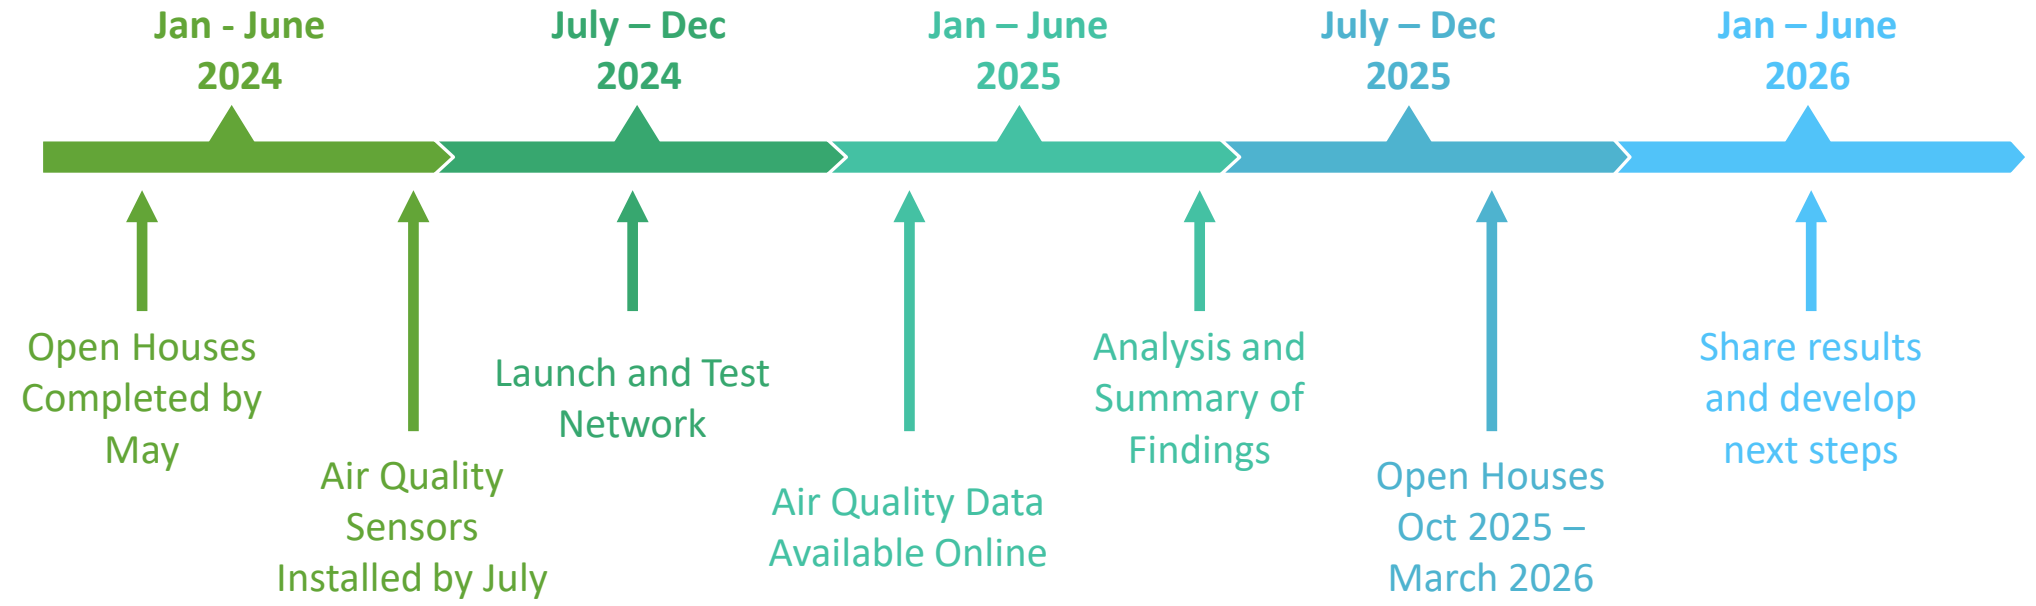 Jan - June
2024
July – Dec
2024
Jan – June
2025
July – Dec
2025
Jan – June
2026
Open Houses
Completed by
May
Air Quality
Sensors
Installed by July
Launch and Test
Network
Air Quality Data
Available Online
Analysis and
Summary of
Findings
Open Houses
Oct 2025 –
March 2026
Share results
and develop
next steps